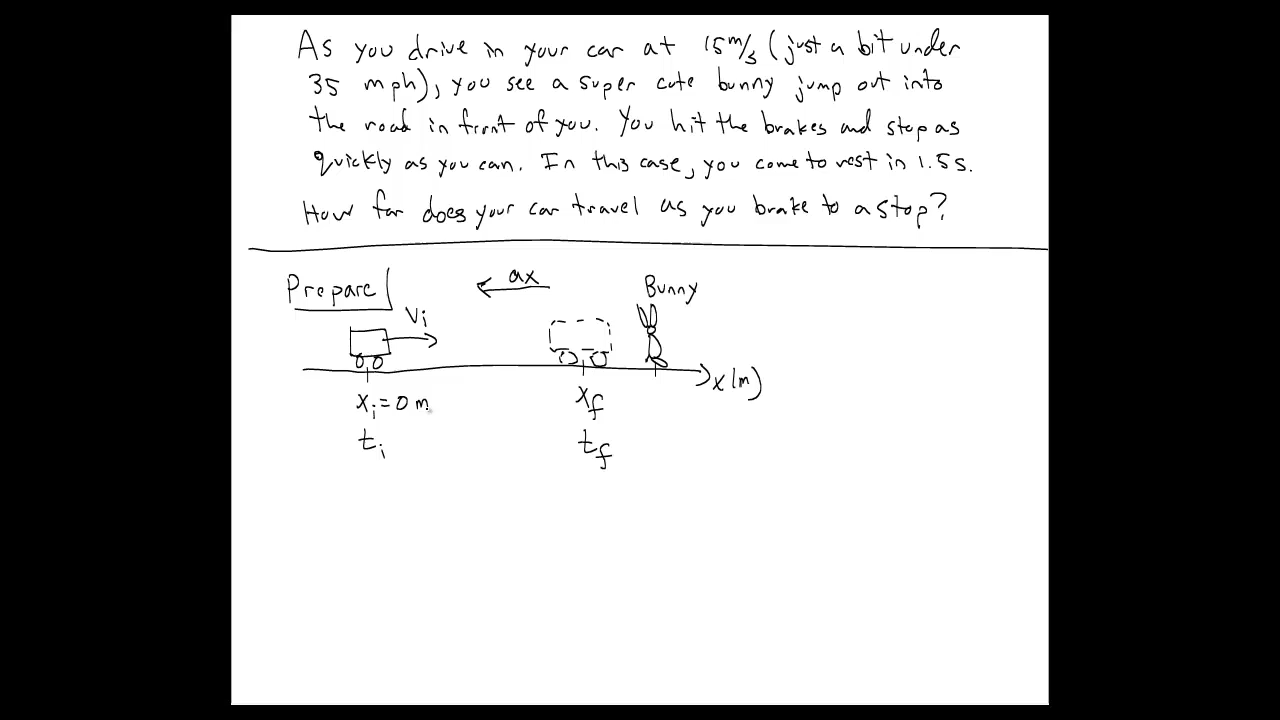 As you drive in your car at 15 m/s (just a bit under
35 mph), you see a super cute bunny jump out into
the road in front of you. You hit the brakes and stop as
quickly as you can. In this case, you come to rest in 1.5s.
How far does your car travel as you brake to a stop?
Prepare
ax
Bunny
Vi
x (m)
xi = 0 m
xf
ti
tf